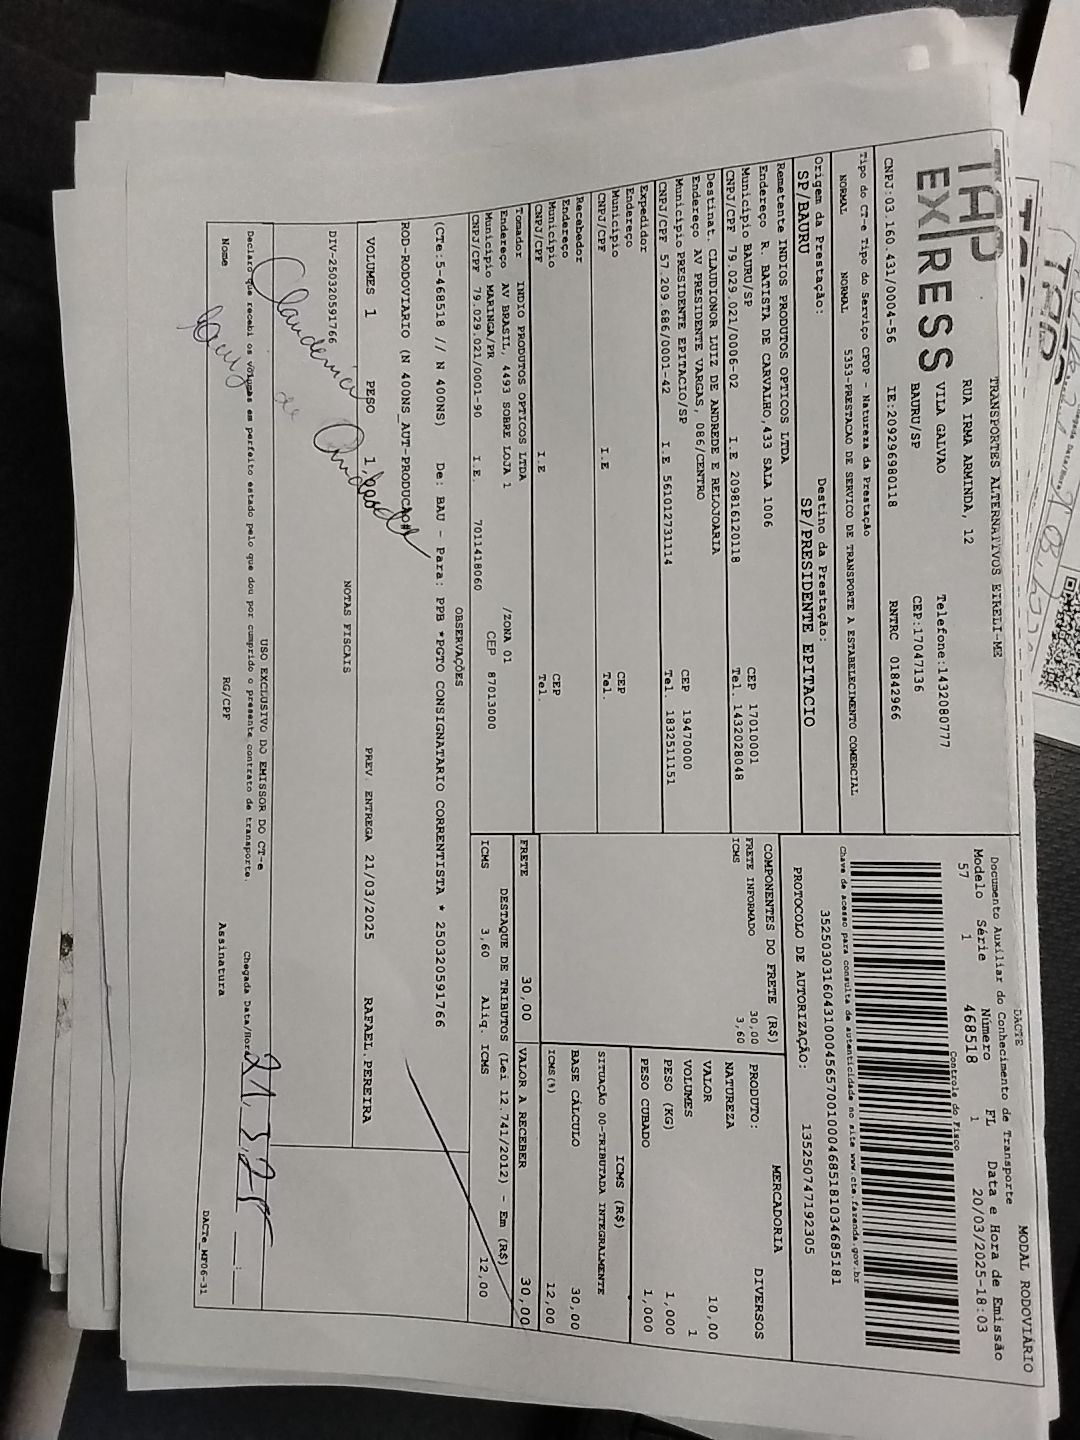 TAP
EX/RESS
TRANSPORTES ALTERNATIVOS EIRELI-ME
RUA IRMA ARMINDA, 12
VILA GALVAO Telefone:1432080777
BAURU/SP CEP:17047136
CNPJ:03.160.431/0004-56 IE:209296980118 RNTRC 01842966
Tipo do CT-e Tipo do Serviço CFOP - Natureza da Prestação
NORMAL NORMAL 5353-PRESTACAO DE SERVICO DE TRANSPORTE A ESTABELECIMENTO COMERCIAL
Origem da Prestação: Destino da Prestação:
SP/BAURU SP/PRESIDENTE EPITACIO
Remetente INDIOS PRODUTOS OPTICOS LTDA
Endereço R. BATISTA DE CARVALHO,433 SALA 1006
Município BAURU/SP CEP 17010001
CNPJ/CPF 79.029.021/0006-02 I.E 209816120118 Tel. 1432028048
Destinat. CLAUDIONOR LUIZ DE ANDREDE E RELOJOARIA
Endereço AV PRESIDENTE VARGAS, 086/CENTRO
Município PRESIDENTE EPITACIO/SP CEP 19470000
CNPJ/CPF 57.209.686/0001-42 I.E 561012731114 Tel. 1832511151
Expedidor
Endereço
Município CEP
CNPJ/CPF I.E Tel.
Recebedor
Endereço
Município CEP
CNPJ/CPF I.E Tel.
Tomador INDIO PRODUTOS OPTICOS LTDA
Endereço AV BRASIL, 4493 SOBRE LOJA 1 /ZONA 01
Município MARINGA/PR CEP 87013000
CNPJ/CPF 79.029.021/0001-90 I.E. 7011418060
DACTE MODAL RODOVIÁRIO
Documento Auxiliar do Conhecimento de Transporte
Modelo Série Número FL Data e Hora de Emissão
57 1 468518 1 20/03/2025-18:03
Controle do Fisco
Chave de acesso para consulta de autenticidade no site www.cte.fazenda.gov.br
35250303160431000456570010004685181034685181
PROTOCOLO DE AUTORIZAÇÃO: 135250747192305
COMPONENTES DO FRETE (R$)
FRETE INFORMADO 30,00
ICMS 3,60
MERCADORIA
PRODUTO: DIVERSOS
NATUREZA
VALOR 10,00
VOLUMES 1
PESO (KG) 1,000
PESO CUBADO 1,000
ICMS (R$)
SITUAÇÃO 00-TRIBUTADA INTEGRALMENTE
BASE CÁLCULO 30,00
ICMS(%) 12,00
FRETE 30,00 VALOR A RECEBER 30,00
DESTAQUE DE TRIBUTOS (Lei 12.741/2012) - Em (R$)
ICMS 3,60 Aliq. ICMS 12,00
OBSERVAÇÕES
(CTe:5-468518 // N 400NS) De: BAU - Para: PPB *PGTO CONSIGNATARIO CORRENTISTA * 250320591766
ROD-RODOVIARIO (N 400NS_AUT-PRODUCAO#
VOLUMES 1 PESO 1,000 PREV. ENTREGA 21/03/2025 RAFAEL.PEREIRA
NOTAS FISCAIS
DIV-250320591766
USO EXCLUSIVO DO EMISSOR DO CT-e
Declaro que recebi os volumes em perfeito estado pelo que dou por cumprido o presente contrato de transporte. Chegada Data/Hora 21,3,25 __:__
Nome RG/CPF Assinatura
DACTe_MF06-31